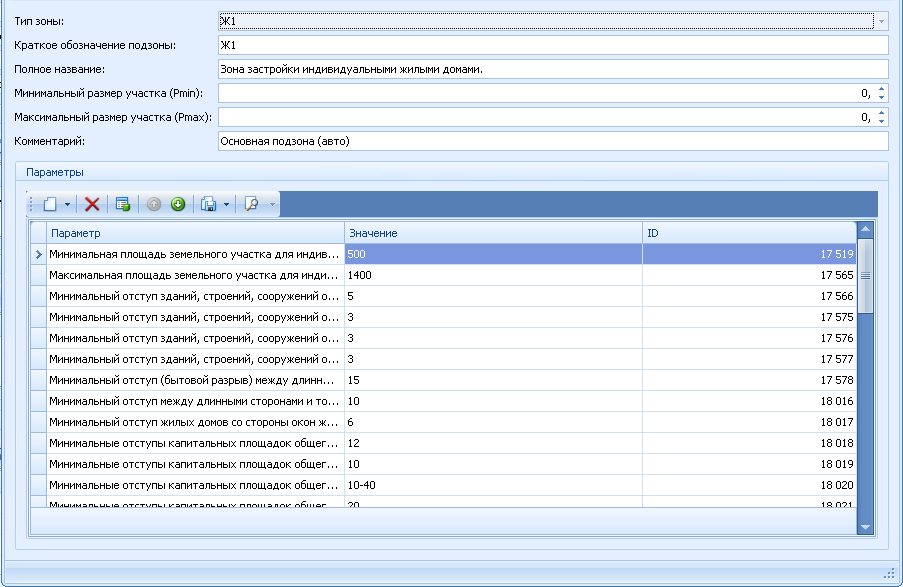 Тип зоны: Ж1
Краткое обозначение подзоны: Ж1
Полное название: Зона застройки индивидуальными жилыми домами.
Минимальный размер участка (Pmin): 0,
Максимальный размер участка (Pmax): 0,
Комментарий: Основная подзона (авто)
Параметры
Параметр Значение ID
Минимальная площадь земельного участка для индив... 500 17 519
Максимальная площадь земельного участка для инди... 1400 17 565
Минимальный отступ зданий, строений, сооружений о... 5 17 566
Минимальный отступ зданий, строений, сооружений о... 3 17 575
Минимальный отступ зданий, строений, сооружений о... 3 17 576
Минимальный отступ зданий, строений, сооружений о... 3 17 577
Минимальный отступ (бытовой разрыв) между длинн... 15 17 578
Минимальный отступ между длинными сторонами и то... 10 18 016
Минимальный отступ жилых домов со стороны окон ж... 6 18 017
Минимальные отступы капитальных площадок общег... 12 18 018
Минимальные отступы капитальных площадок общег... 10 18 019
Минимальные отступы капитальных площадок общег... 10-40 18 020
Минимальные отступы капитальных площадок общег... 20 18 021